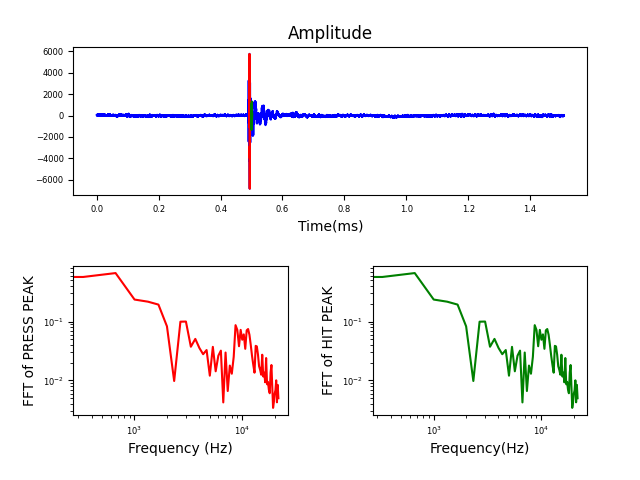 Amplitude
6000
4000
2000
0
−2000
−4000
−6000
0.0 0.2 0.4 0.6 0.8 1.0 1.2 1.4
Time(ms)
FFT of PRESS PEAK
10⁻¹
10⁻²
10³ 10⁴
Frequency (Hz)
FFT of HIT PEAK
10⁻¹
10⁻²
10³ 10⁴
Frequency(Hz)